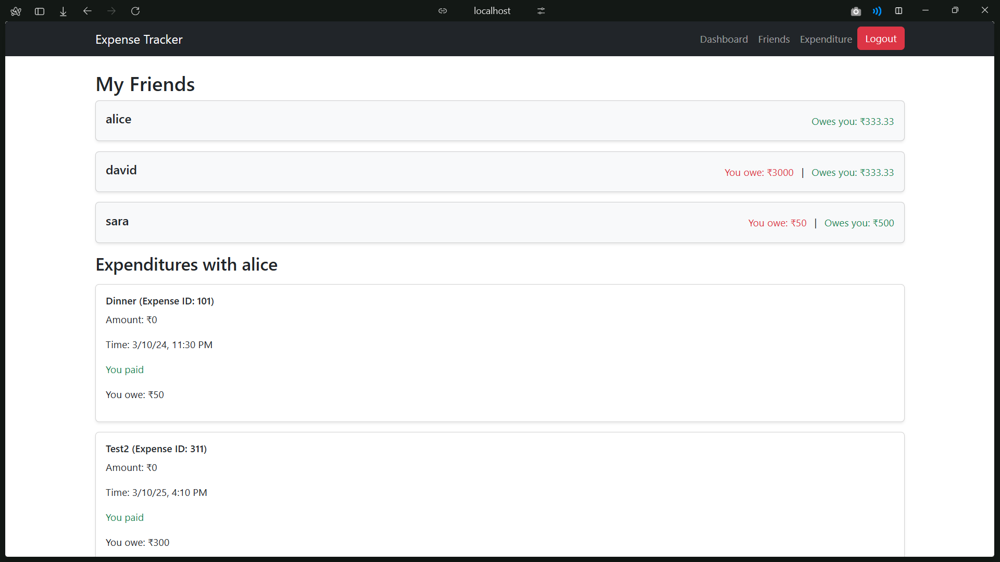 localhost
Expense Tracker
Dashboard Friends Expenditure Logout
My Friends
alice
Owes you: ₹333.33
david
You owe: ₹3000 | Owes you: ₹333.33
sara
You owe: ₹50 | Owes you: ₹500
Expenditures with alice
Dinner (Expense ID: 101)
Amount: ₹0
Time: 3/10/24, 11:30 PM
You paid
You owe: ₹50
Test2 (Expense ID: 311)
Amount: ₹0
Time: 3/10/25, 4:10 PM
You paid
You owe: ₹300